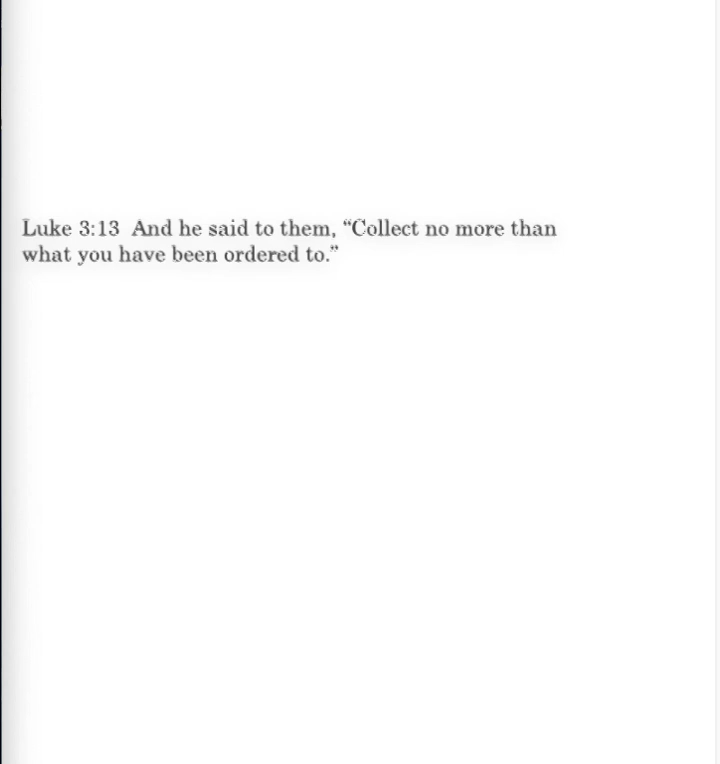 Luke 3:13 And he said to them, “Collect no more than
what you have been ordered to.”